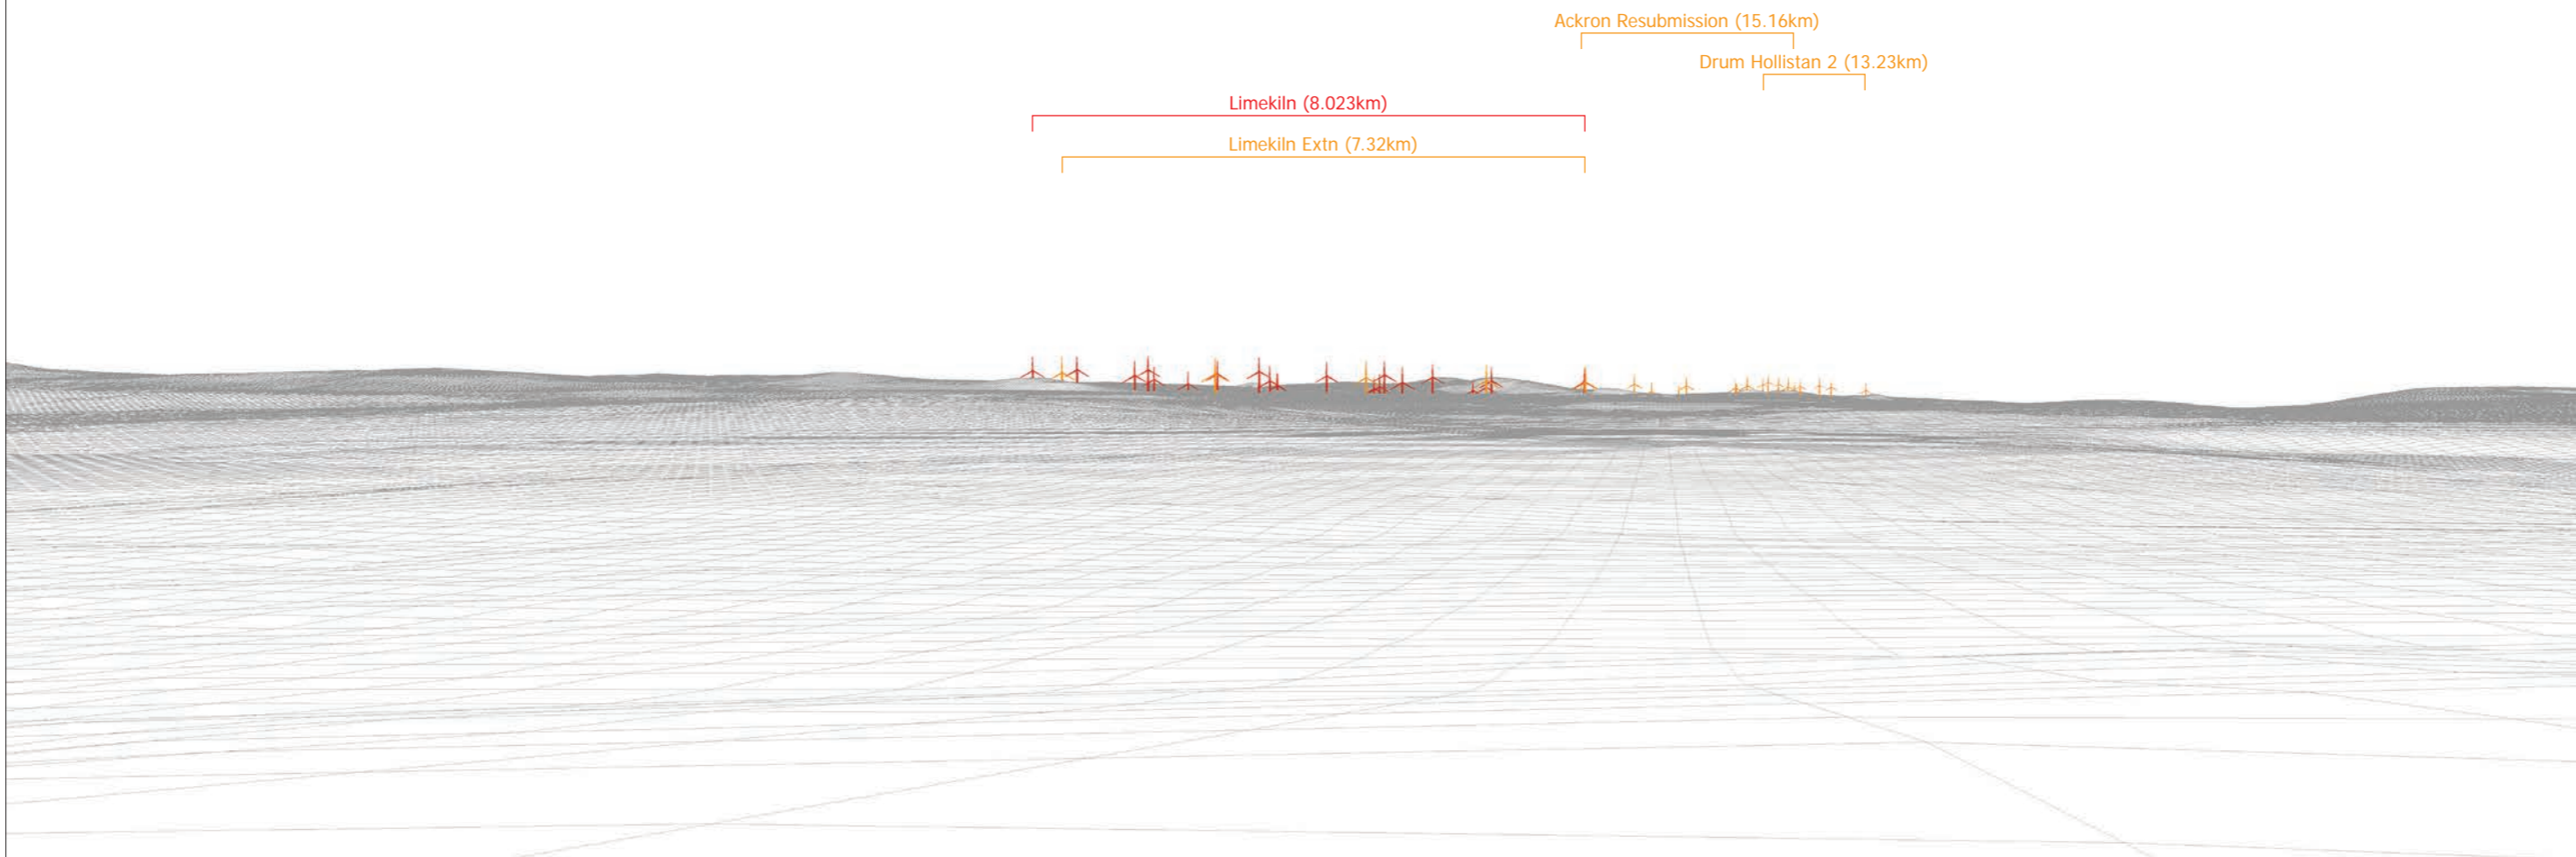 Ackron Resubmission (15.16km)
Drum Hollistan 2 (13.23km)
Limekiln (8.023km)
Limekiln Extn (7.32km)